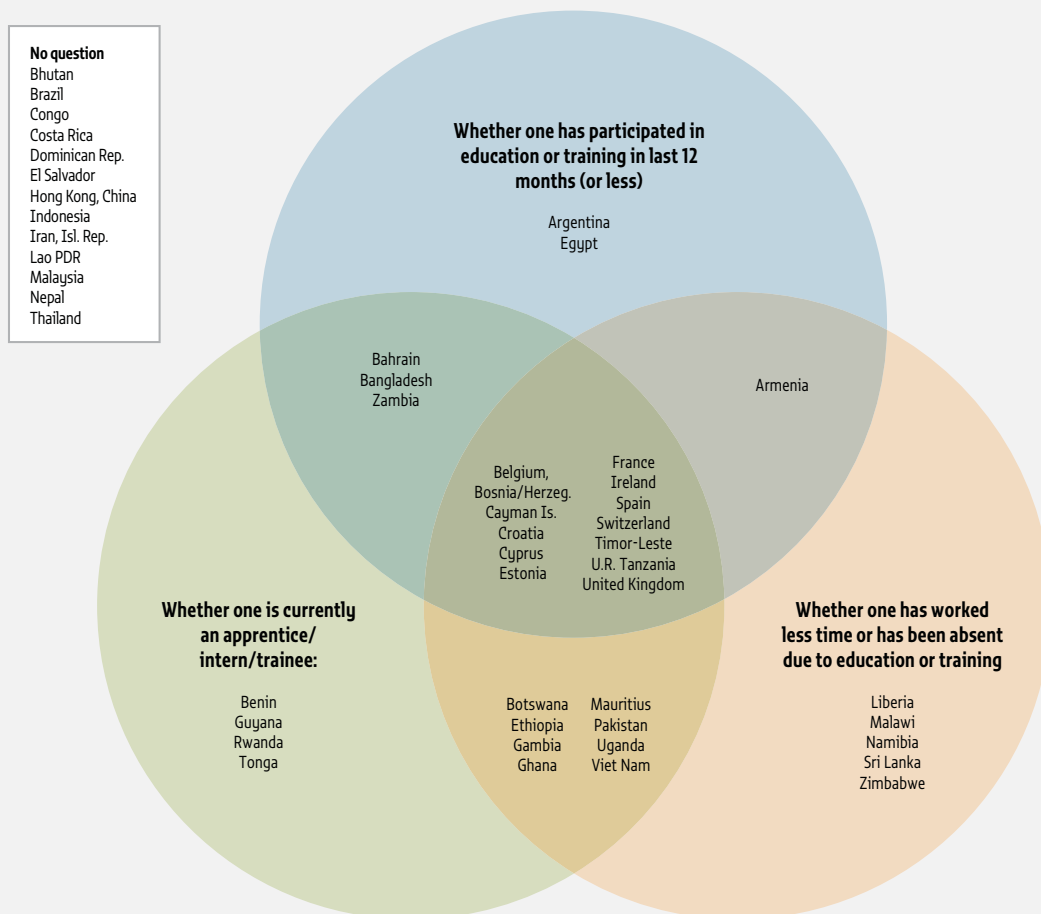 No question
Bhutan
Brazil
Congo
Costa Rica
Dominican Rep.
El Salvador
Hong Kong, China
Indonesia
Iran, Isl. Rep.
Lao PDR
Malaysia
Nepal
Thailand
Whether one has participated in
education or training in last 12
months (or less)
Argentina
Egypt
Bahrain
Bangladesh
Zambia
Armenia
Belgium,
Bosnia/Herzeg.
Cayman Is.
Croatia
Cyprus
Estonia
France
Ireland
Spain
Switzerland
Timor-Leste
U.R. Tanzania
United Kingdom
Whether one is currently
an apprentice/
intern/trainee:
Benin
Guyana
Rwanda
Tonga
Botswana
Ethiopia
Gambia
Ghana
Mauritius
Pakistan
Uganda
Viet Nam
Whether one has worked
less time or has been absent
due to education or training
Liberia
Malawi
Namibia
Sri Lanka
Zimbabwe